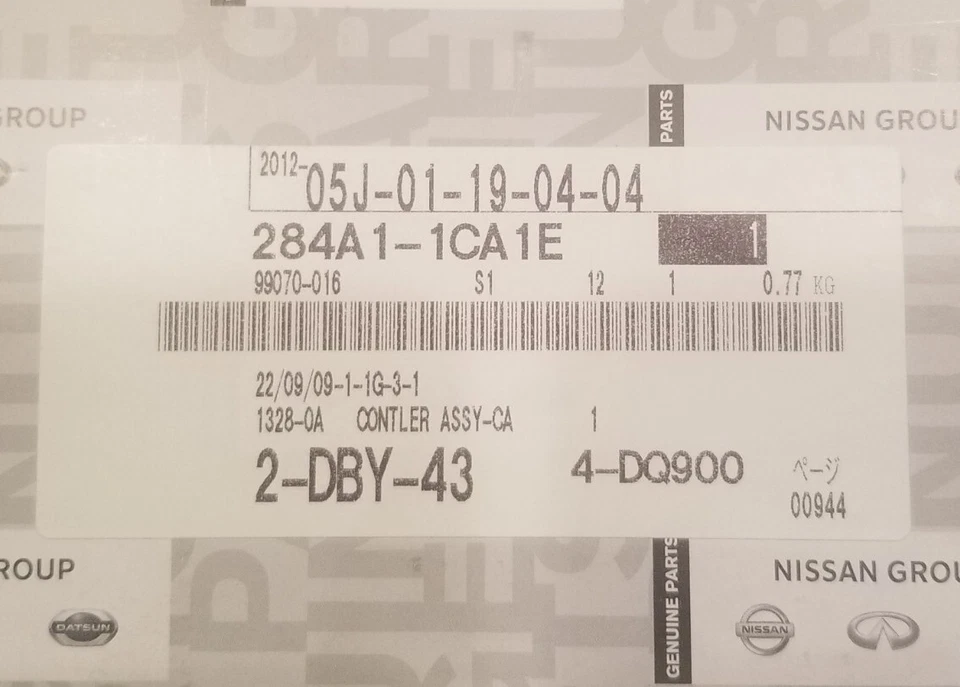 GROUP
PARTS
NISSAN GROU
2012-05J-01-19-04-04
284A1-1CA1E 1
99070-016 S1 12 1 0.77 KG
22/09/09-1-1G-3-1
1328-0A CONTLER ASSY-CA 1
2-DBY-43 4-DQ900 ページ
00944
ROUP
GENUINE PARTS
NISSAN GROU
DATSUN
NISSAN